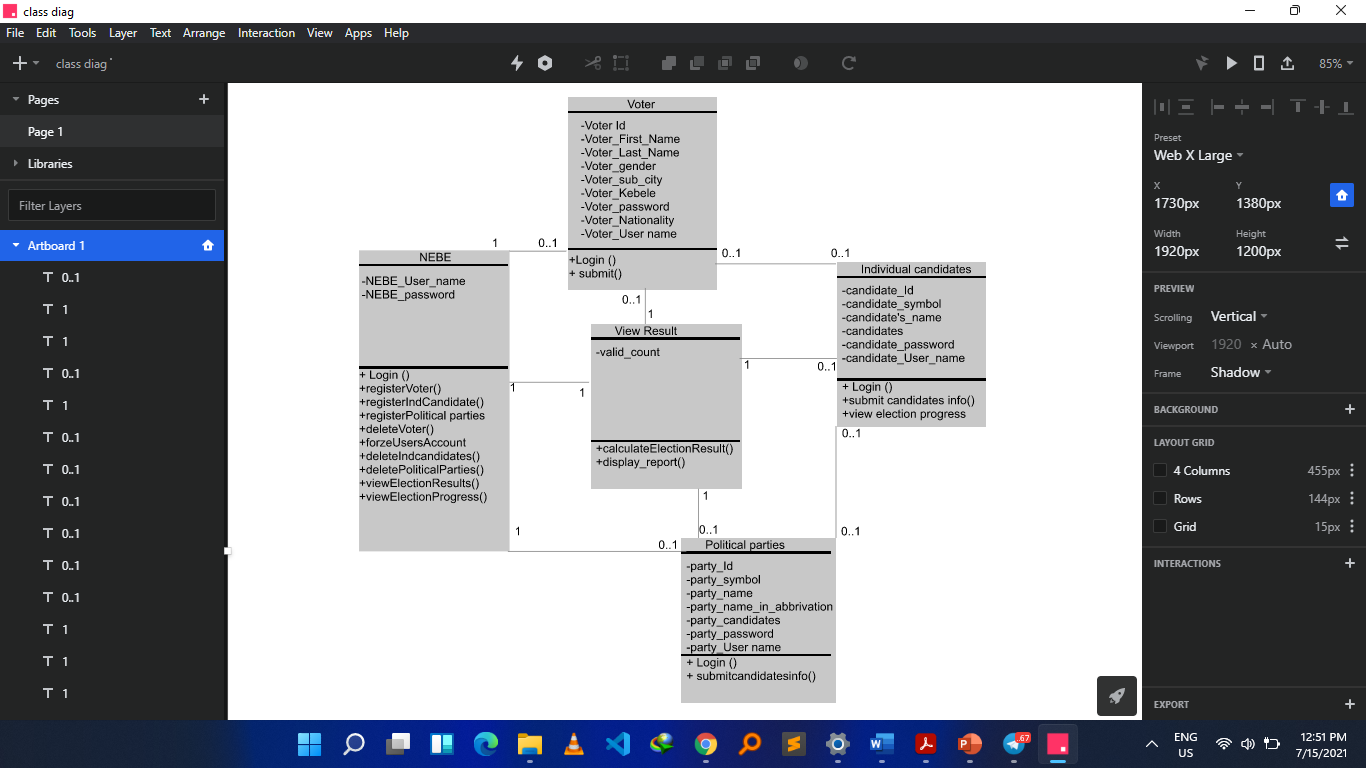 class diag
File Edit Tools Layer Text Arrange Interaction View Apps Help
class diag*
85%
Pages
Page 1
Libraries
Filter Layers
Artboard 1
T 0..1
T 1
T 1
T 0..1
T 1
T 0..1
T 0..1
T 0..1
T 0..1
T 0..1
T 0..1
T 1
T 1
T 1
Voter
-Voter Id
-Voter_First_Name
-Voter_Last_Name
-Voter_gender
-Voter_sub_city
-Voter_Kebele
-Voter_password
-Voter_Nationality
-Voter_User name
+Login ()
+ submit()
1
0..1
0..1
0..1
0..1
1
NEBE
-NEBE_User_name
-NEBE_password
+ Login ()
+registerVoter()
+registerIndCandidate()
+registerPolitical parties
+deleteVoter()
+forzeUsersAccount
+deleteIndcandidates()
+deletePoliticalParties()
+viewElectionResults()
+viewElectionProgress()
1
1
View Result
-valid_count
+calculateElectionResult()
+display_report()
1
0..1
Individual candidates
-candidate_Id
-candidate_symbol
-candidate's_name
-candidates
-candidate_password
-candidate_User_name
+ Login ()
+submit candidates info()
+view election progress
0..1
1
0..1
0..1
1
0..1
Political parties
-party_Id
-party_symbol
-party_name
-party_name_in_abbrivation
-party_candidates
-party_password
-party_User name
+ Login ()
+ submitcandidatesinfo()
Preset
Web X Large
X Y
1730px 1380px
Width Height
1920px 1200px
PREVIEW
Scrolling Vertical
Viewport 1920 × Auto
Frame Shadow
BACKGROUND
LAYOUT GRID
4 Columns 455px
Rows 144px
Grid 15px
INTERACTIONS
EXPORT
67
ENG
US
12:51 PM
7/15/2021